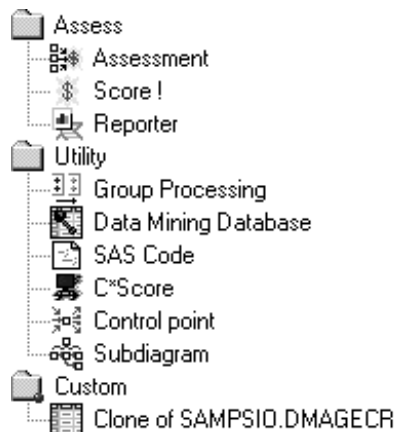 Assess
Assessment
Score !
Reporter
Utility
Group Processing
Data Mining Database
SAS Code
C*Score
Control point
Subdiagram
Custom
Clone of SAMPSIO.DMAGECR